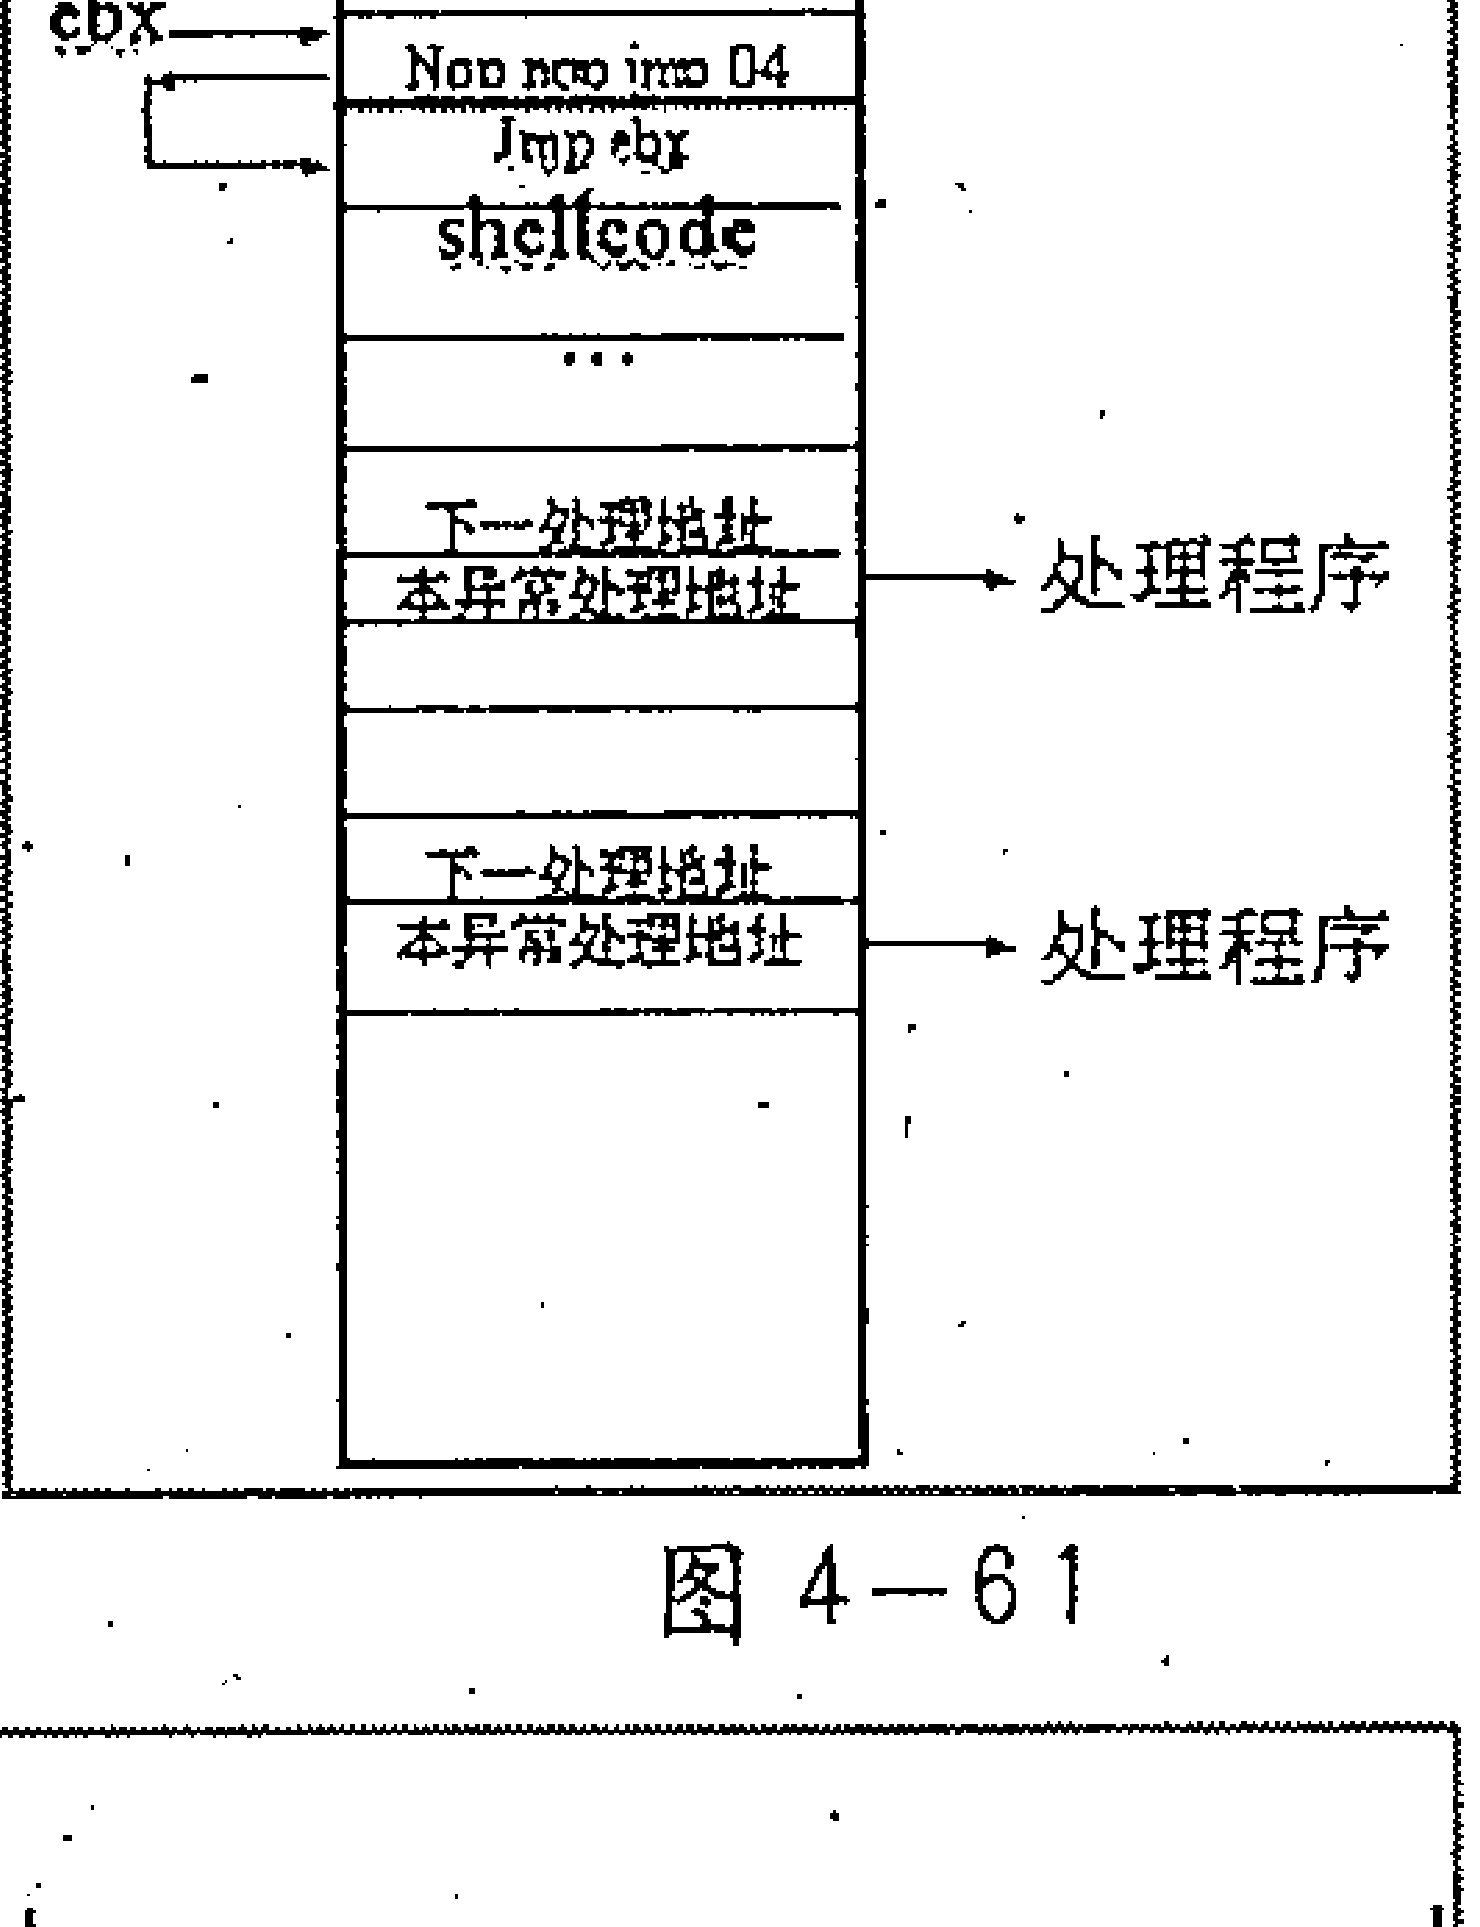 ebx
Nop nop jmp 04
Jmp ebx
shellcode
...
下一处理地址
本异常处理地址
处理程序
下一处理地址
本异常处理地址
处理程序
图 4-61